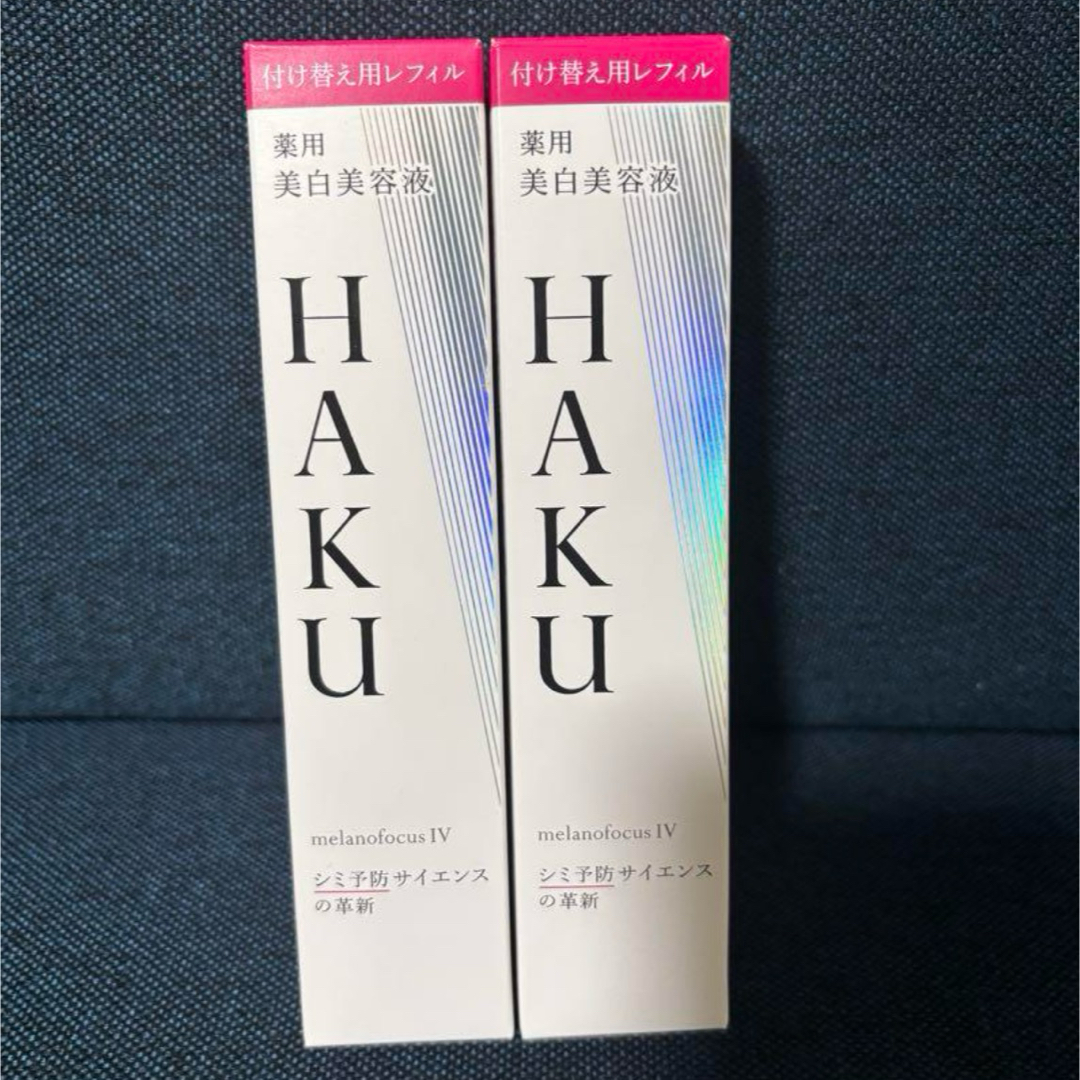 付け替え用レフィル
薬用
美白美容液
HAKU
melanofocus IV
シミ予防サイエンス
の革新
付け替え用レフィル
薬用
美白美容液
HAKU
melanofocus IV
シミ予防サイエンス
の革新